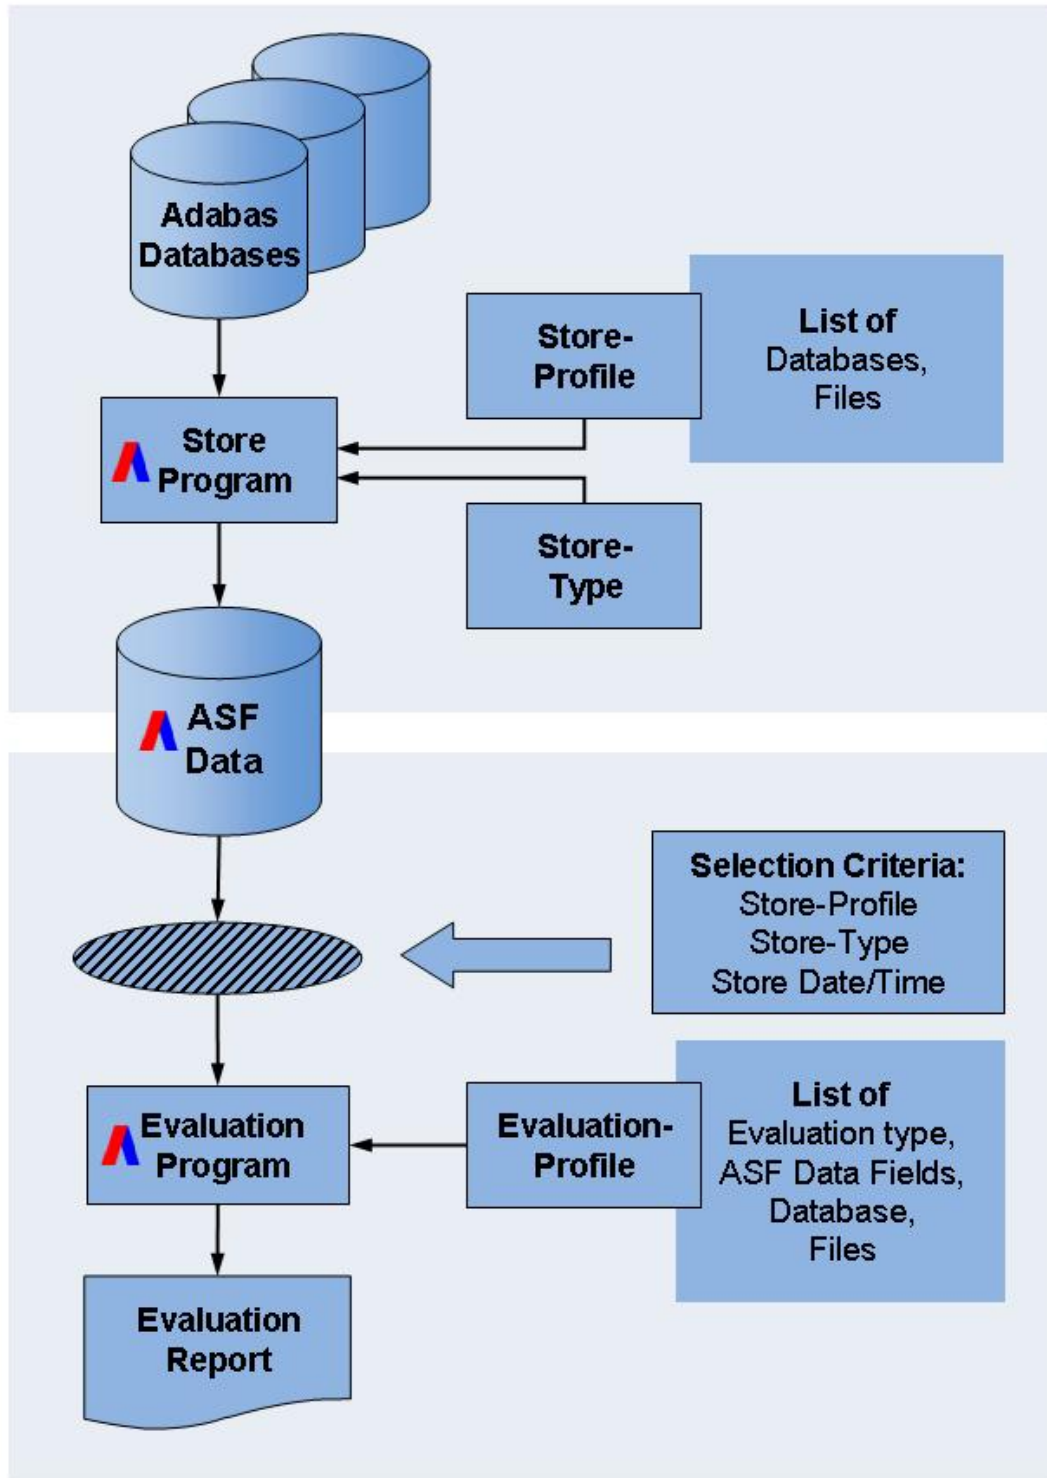 Adabas
Databases
Store-
Profile
List of
Databases,
Files
Store
Program
Store-
Type
ASF
Data
Selection Criteria:
Store-Profile
Store-Type
Store Date/Time
Evaluation
Program
Evaluation-
Profile
List of
Evaluation type,
ASF Data Fields,
Database,
Files
Evaluation
Report